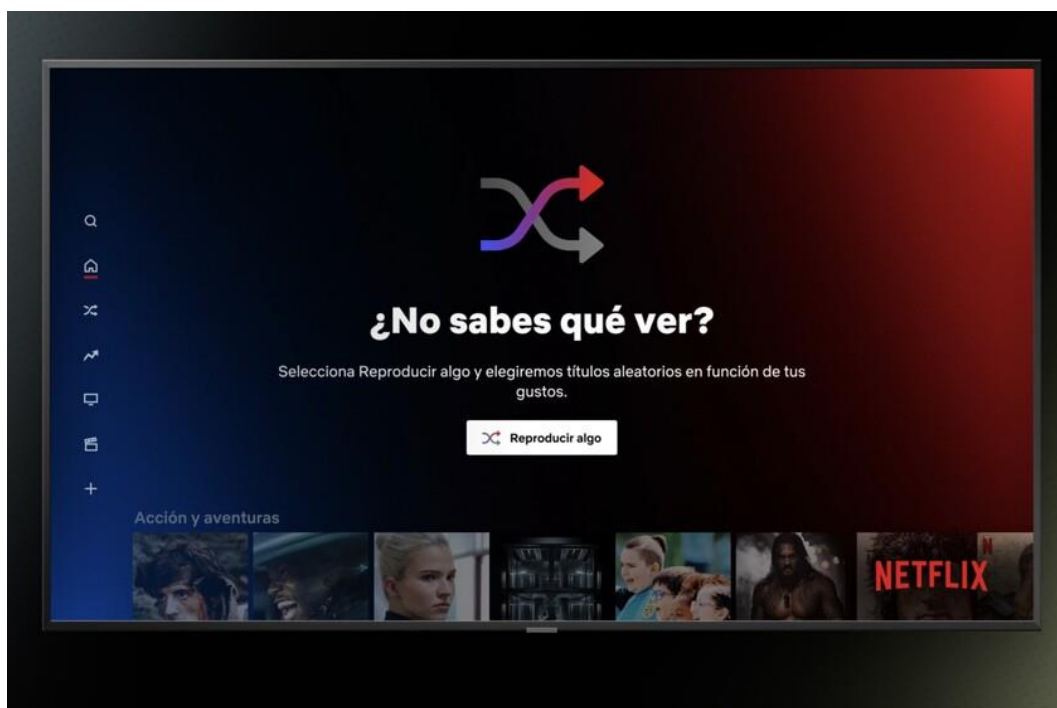 ¿No sabes qué ver?
Selecciona Reproducir algo y elegiremos títulos aleatorios en función de tus
gustos.
Reproducir algo
Acción y aventuras
N
NETFLIX